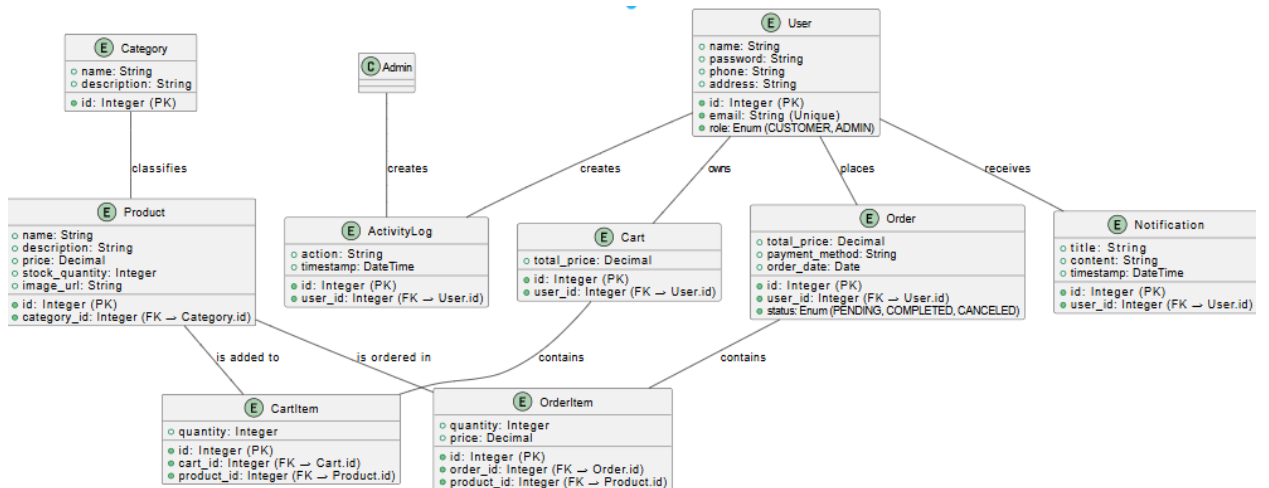 E Category
name: String
description: String
id: Integer (PK)
C Admin
E User
name: String
password: String
phone: String
address: String
id: Integer (PK)
email: String (Unique)
role: Enum (CUSTOMER, ADMIN)
classifies
creates
creates
owns
places
receives
E Product
name: String
description: String
price: Decimal
stock_quantity: Integer
image_url: String
id: Integer (PK)
category_id: Integer (FK → Category.id)
E ActivityLog
action: String
timestamp: DateTime
id: Integer (PK)
user_id: Integer (FK → User.id)
E Cart
total_price: Decimal
id: Integer (PK)
user_id: Integer (FK → User.id)
E Order
total_price: Decimal
payment_method: String
order_date: Date
id: Integer (PK)
user_id: Integer (FK → User.id)
status: Enum (PENDING, COMPLETED, CANCELED)
E Notification
title: String
content: String
timestamp: DateTime
id: Integer (PK)
user_id: Integer (FK → User.id)
is added to
is ordered in
contains
contains
E CartItem
quantity: Integer
id: Integer (PK)
cart_id: Integer (FK → Cart.id)
product_id: Integer (FK → Product.id)
E OrderItem
quantity: Integer
price: Decimal
id: Integer (PK)
order_id: Integer (FK → Order.id)
product_id: Integer (FK → Product.id)